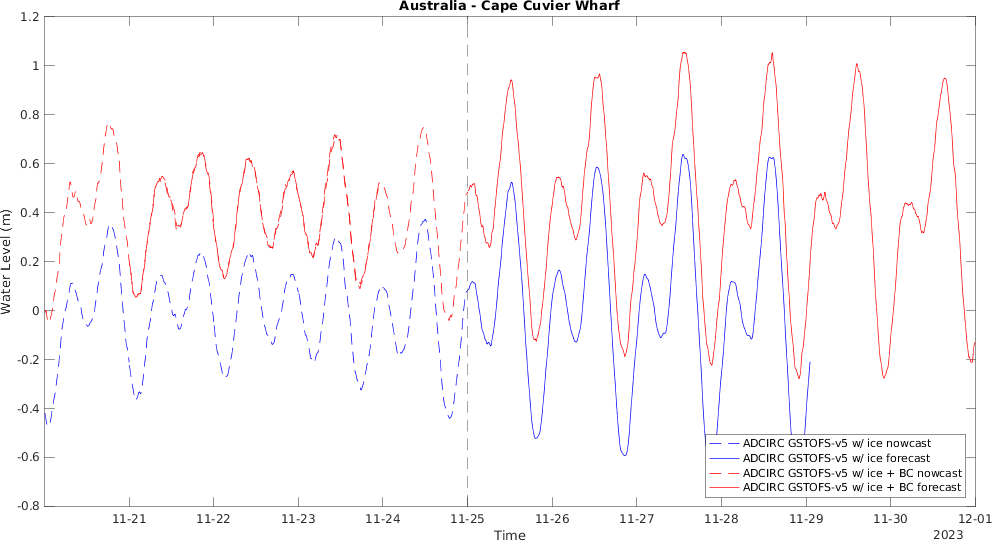 Australia - Cape Cuvier Wharf
Water Level (m)
1.2
1
0.8
0.6
0.4
0.2
0
-0.2
-0.4
-0.6
-0.8
ADCIRC GSTOFS-v5 w/ ice nowcast
ADCIRC GSTOFS-v5 w/ ice forecast
ADCIRC GSTOFS-v5 w/ ice + BC nowcast
ADCIRC GSTOFS-v5 w/ ice + BC forecast
11-21 11-22 11-23 11-24 11-25 11-26 11-27 11-28 11-29 11-30 12-01
Time
2023